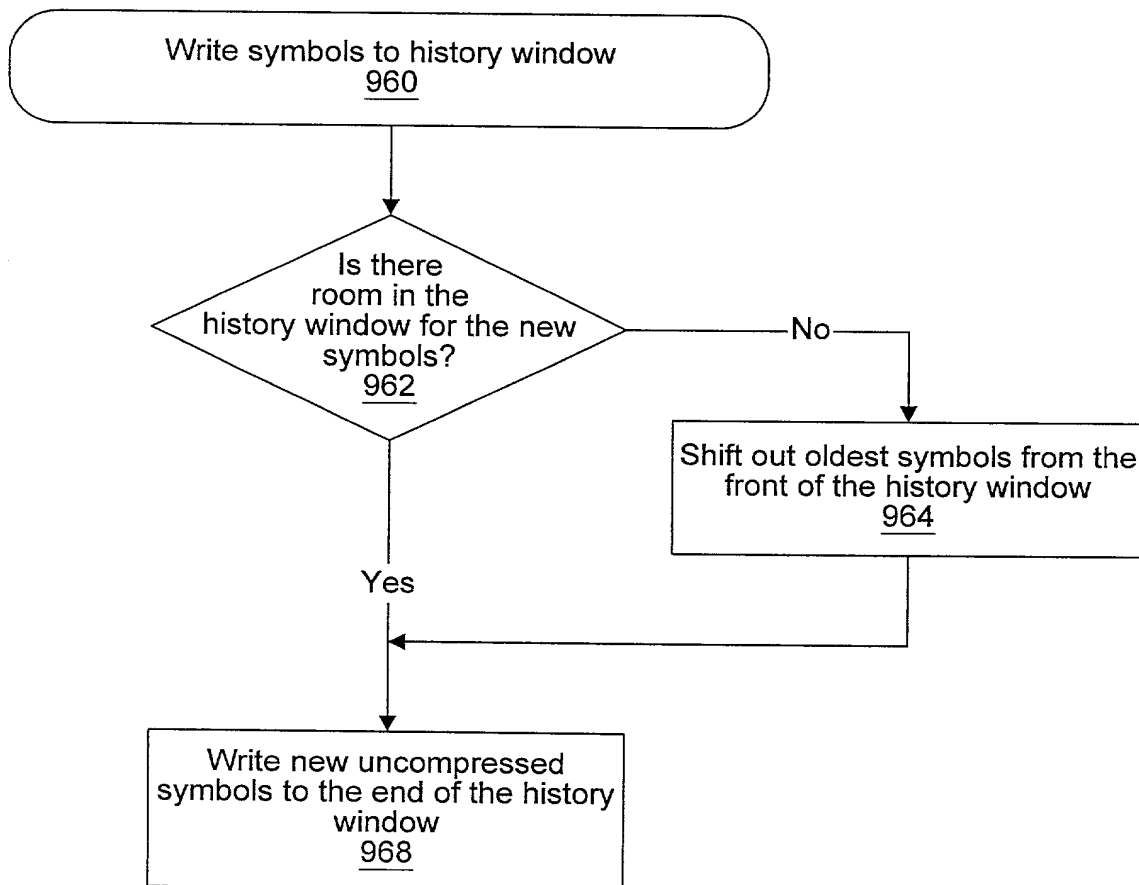 Write symbols to history window
960
Is there
room in the
history window for the new
symbols?
962
No
Shift out oldest symbols from the
front of the history window
964
Yes
Write new uncompressed
symbols to the end of the history
window
968